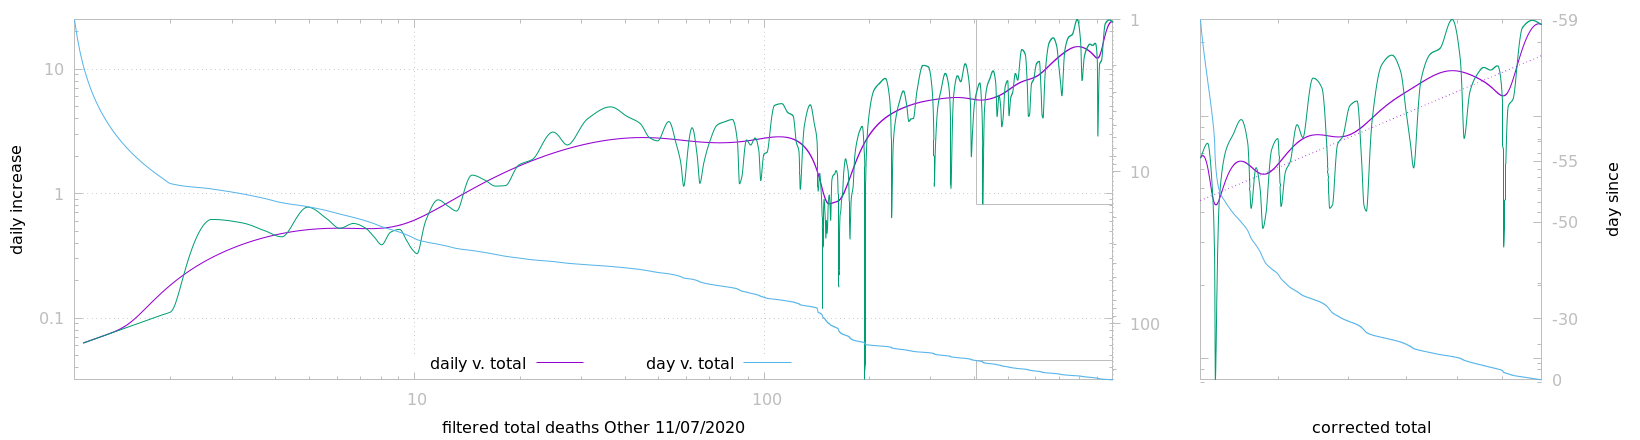 1
-59
10
daily increase
10
-55
day since
1
-50
0.1
100
-30
daily v. total
day v. total
0
10
100
filtered total deaths Other 11/07/2020
corrected total